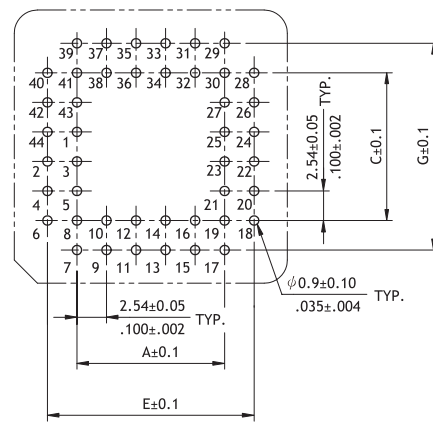 39 37 35 33 31 29
40 41 38 36 34 32 30 28
42 43 27 26
44 1 25 24
2 3 23 22
4 5 21 20
6 8 10 12 14 16 19 18
7 9 11 13 15 17
2.54±0.05 TYP.
.100±.002
C±0.1
G±0.1
ϕ0.9±0.10 TYP.
.035±.004
2.54±0.05 TYP.
.100±.002
A±0.1
E±0.1